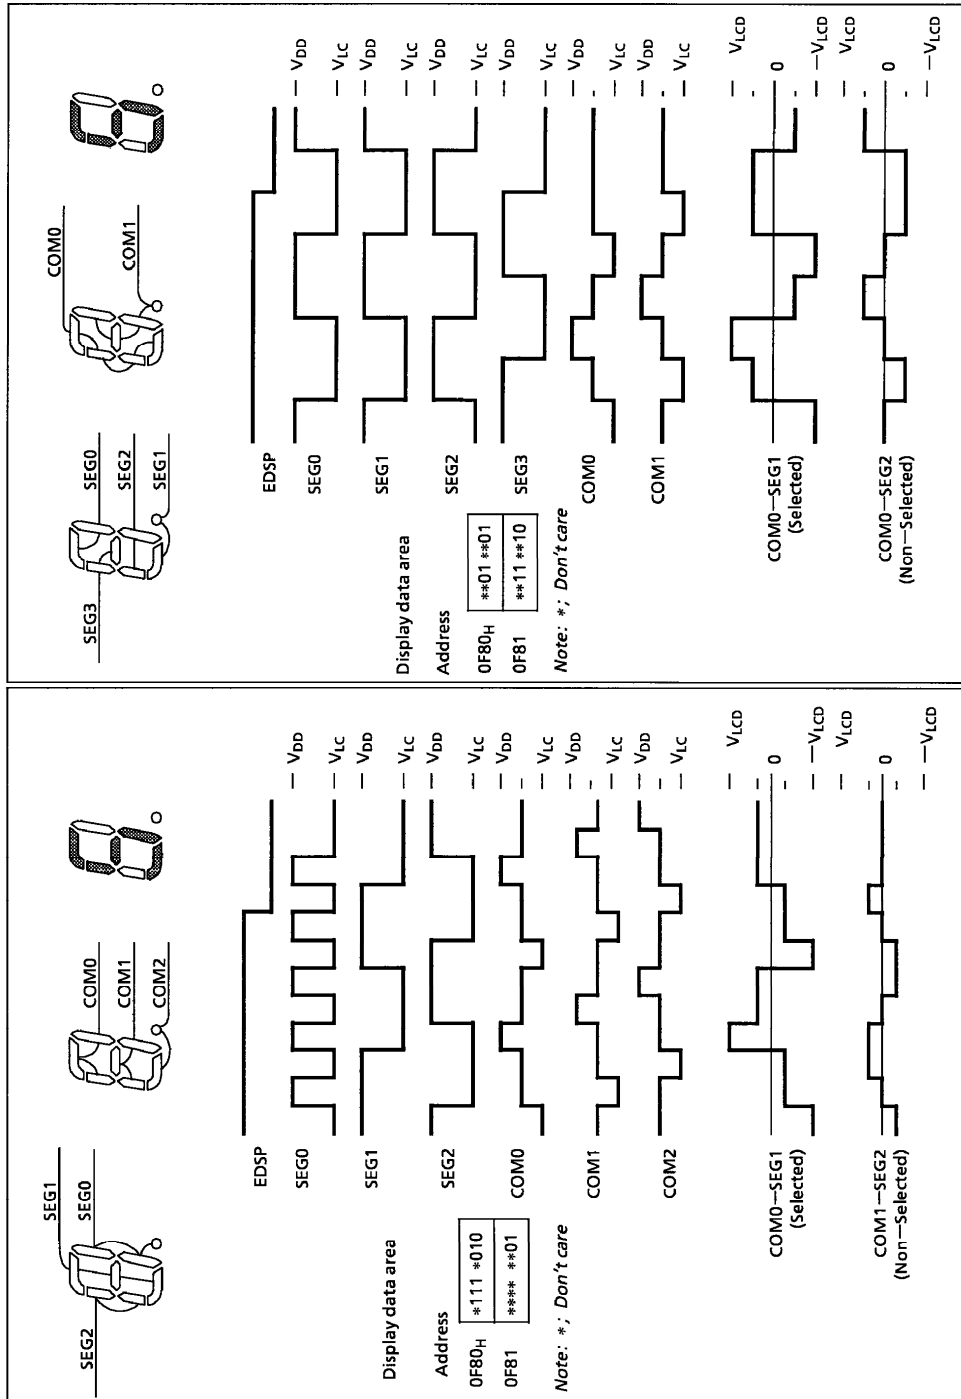 SEG3
SEG0
SEG2
SEG1
COM0
COM1
Display data area
Address
0F80H **01 **01
0F81 **11 **10
Note: *; Don't care
EDSP
SEG0
VDD
VLC
SEG1
VDD
VLC
SEG2
VDD
VLC
SEG3
VDD
VLC
COM0
VDD
VLC
COM1
VDD
VLC
COM0—SEG1
(Selected)
VLCD
0
—VLCD
COM0—SEG2
(Non—Selected)
VLCD
0
—VLCD
SEG2
SEG1
SEG0
COM0
COM1
COM2
Display data area
Address
0F80H *111 *010
0F81 **** **01
Note: *; Don't care
EDSP
SEG0
VDD
VLC
SEG1
VDD
VLC
SEG2
VDD
VLC
COM0
VDD
VLC
COM1
VDD
VLC
COM2
VDD
VLC
COM0—SEG1
(Selected)
VLCD
0
—VLCD
COM1—SEG2
(Non—Selected)
VLCD
0
—VLCD